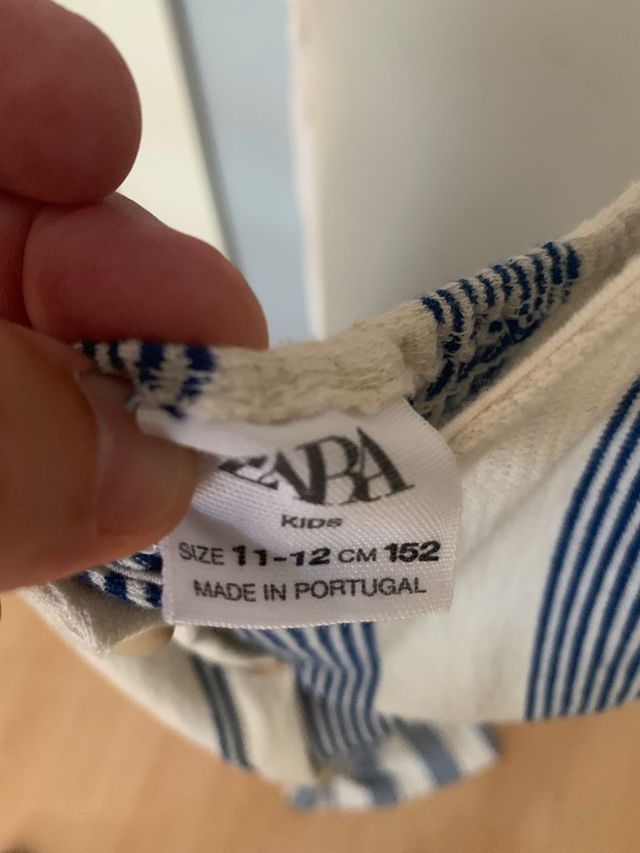 ZARA
KIDS
SIZE 11-12 CM 152
MADE IN PORTUGAL